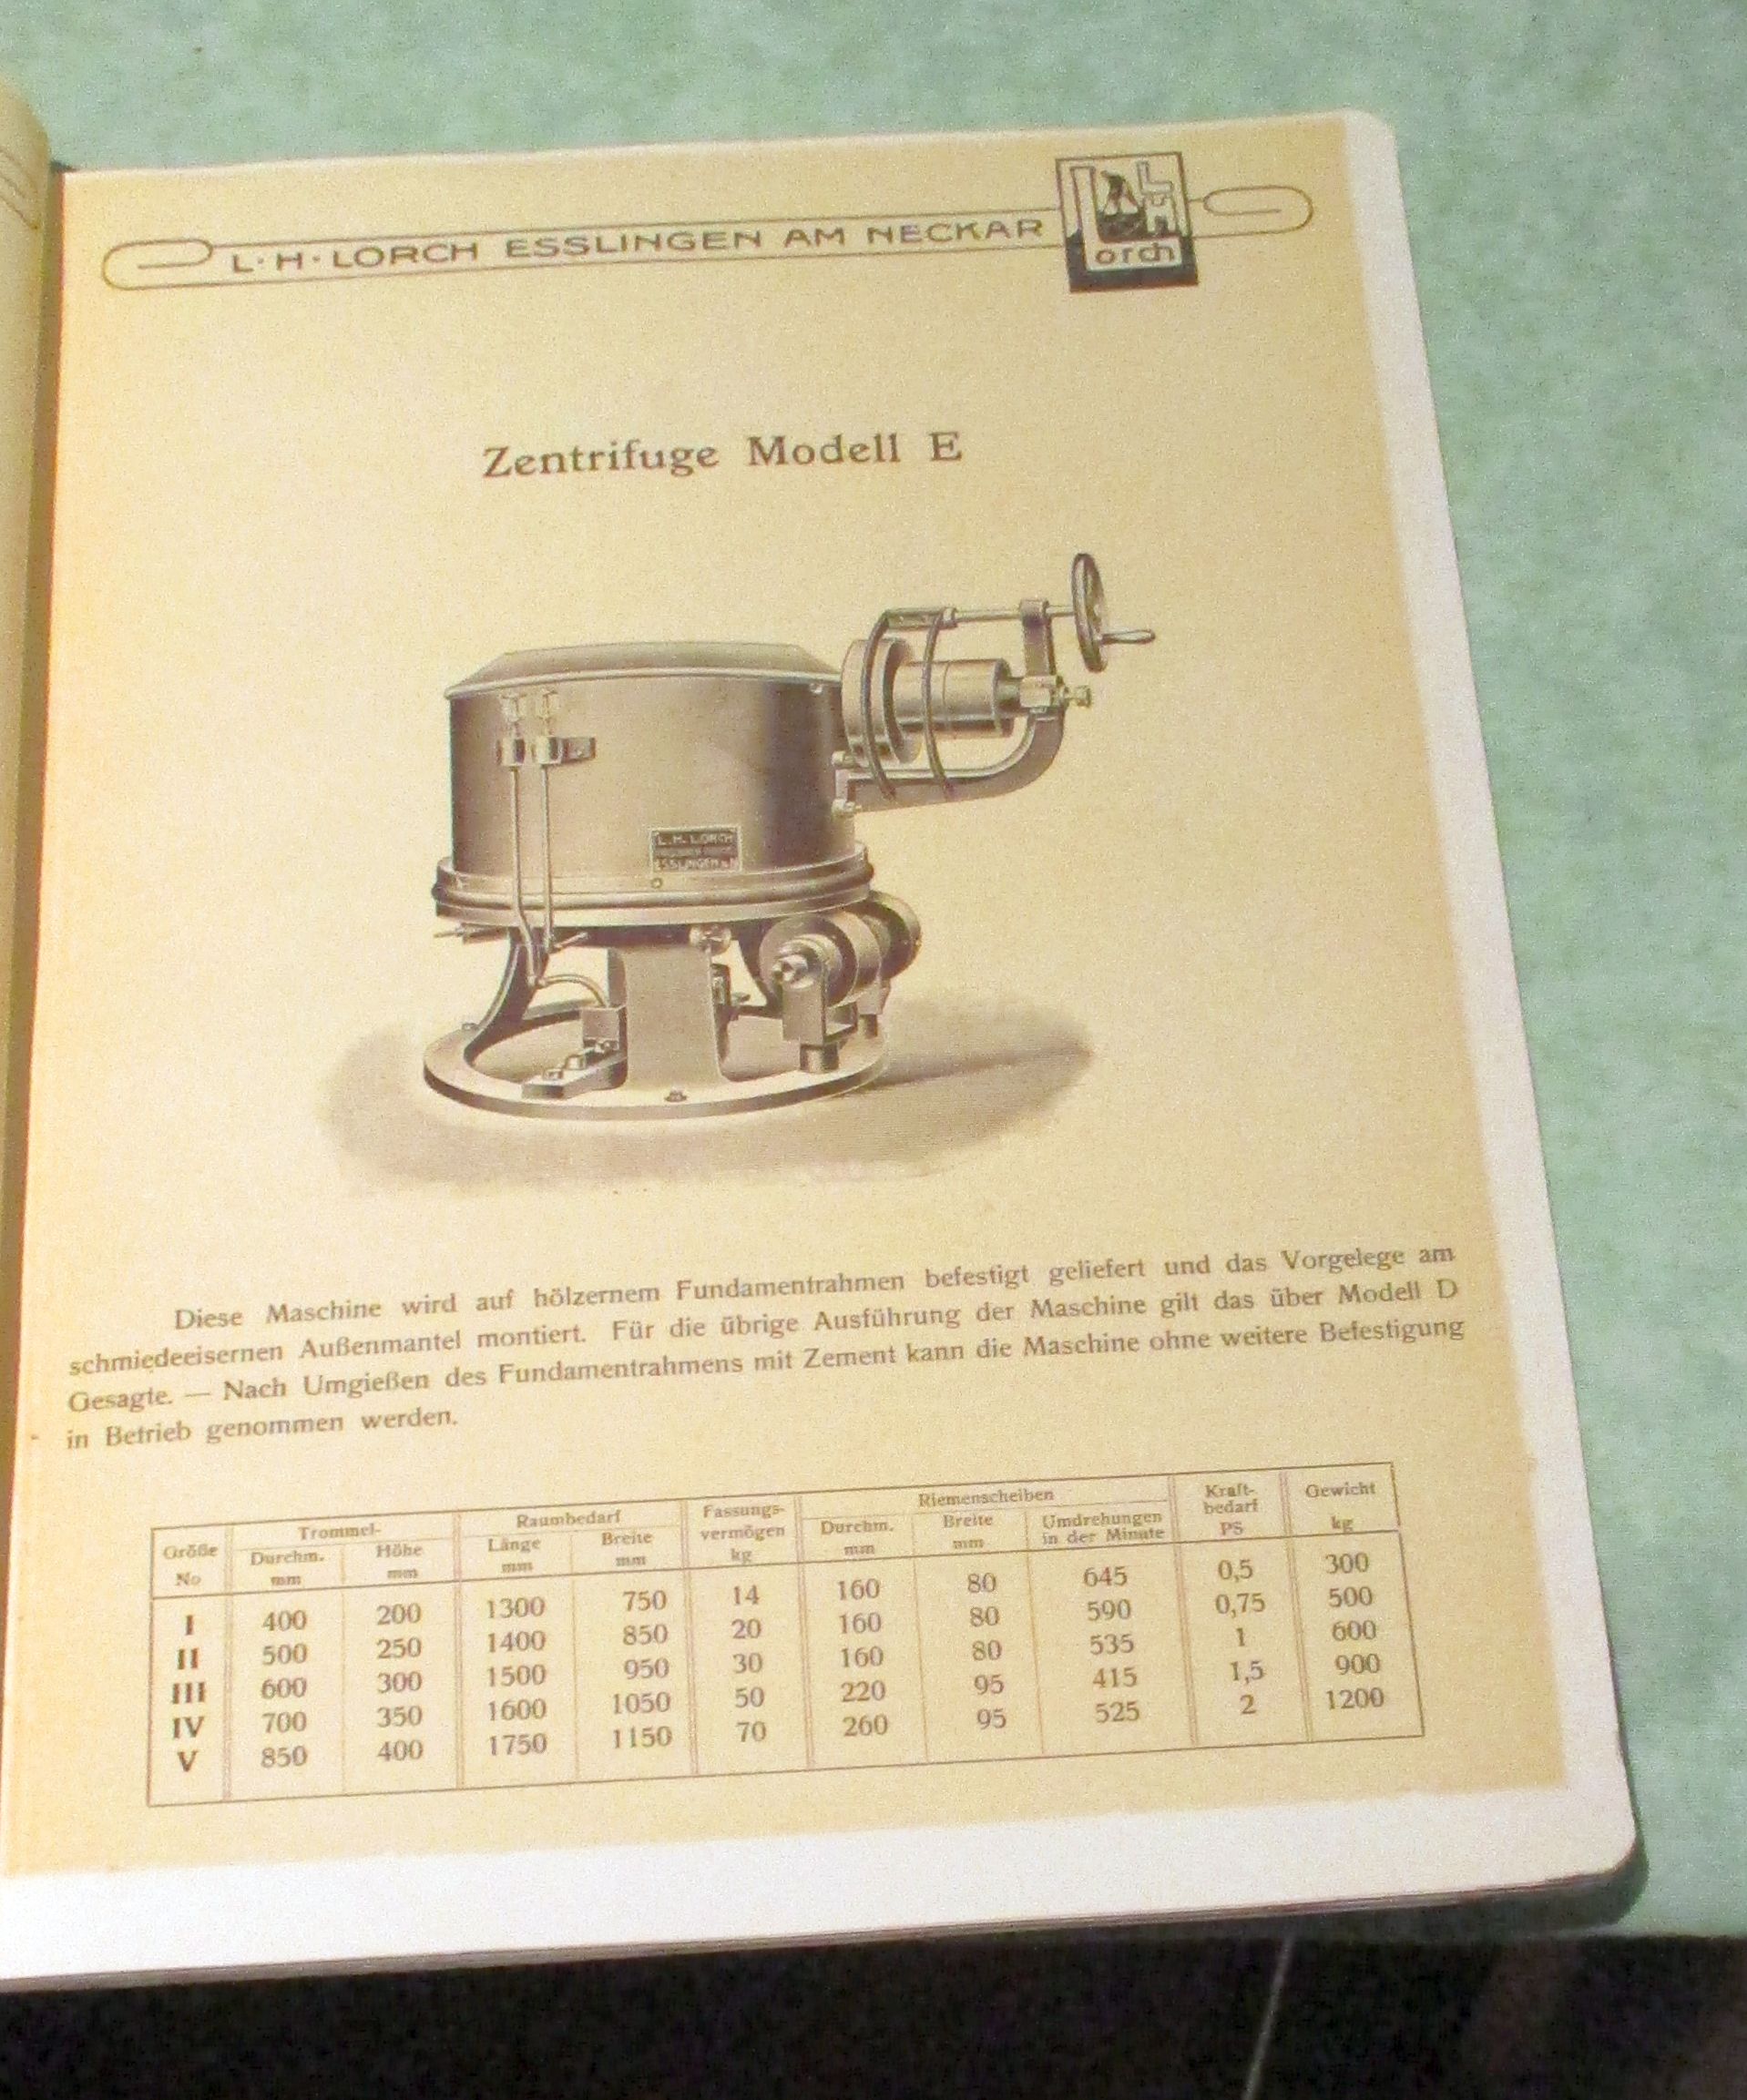 L·H·LORCH ESSLINGEN AM NECKAR
LH
Lorch
Zentrifuge Modell E
L. H. LORCH
ESSLINGEN a. N
Diese Maschine wird auf hölzernem Fundamentrahmen befestigt geliefert und das Vorgelege am
schmiedeeisernen Außenmantel montiert. Für die übrige Ausführung der Maschine gilt das über Modell D
Gesagte. — Nach Umgießen des Fundamentrahmens mit Zement kann die Maschine ohne weitere Befestigung
in Betrieb genommen werden.
Größe No Trommel- Durchm. mm Höhe mm Raumbedarf Länge mm Breite mm Fassungs-vermögen kg Riemenscheiben Durchm. mm Breite mm Umdrehungen in der Minute Kraft-bedarf PS Gewicht kg
I 400 200 1300 750 14 160 80 645 0,5 300
II 500 250 1400 850 20 160 80 590 0,75 500
III 600 300 1500 950 30 160 80 535 1 600
IV 700 350 1600 1050 50 220 95 415 1,5 900
V 850 400 1750 1150 70 260 95 525 2 1200